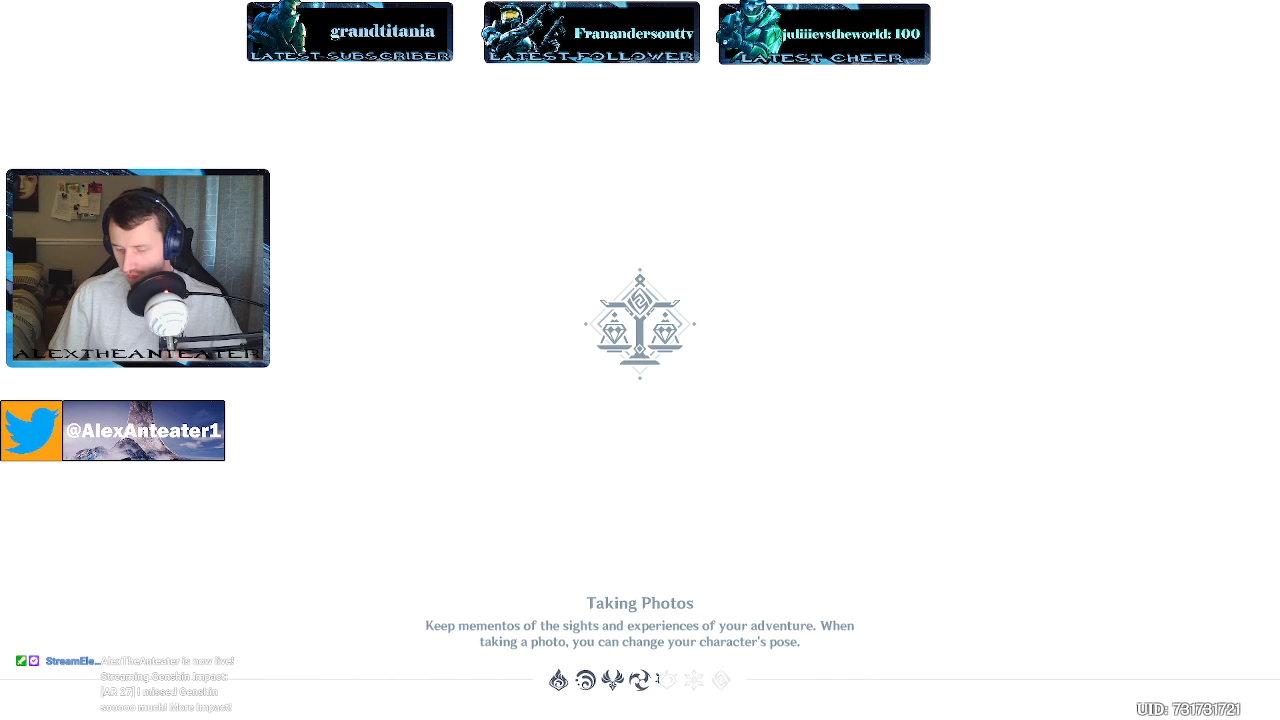 grandtitania
LATEST SUBSCRIBER
Franandersonttv
LATEST FOLLOWER
juliiievstheworld: 100
LATEST CHEER
ALEXTHEANTEATER
@AlexAnteater1
Taking Photos
Keep mementos of the sights and experiences of your adventure. When
taking a photo, you can change your character's pose.
StreamEle... AlexTheAnteater is now live!
Streaming Genshin Impact:
[AR 27] I missed Genshin
sooooo much! More Impact!
UID: 731731721